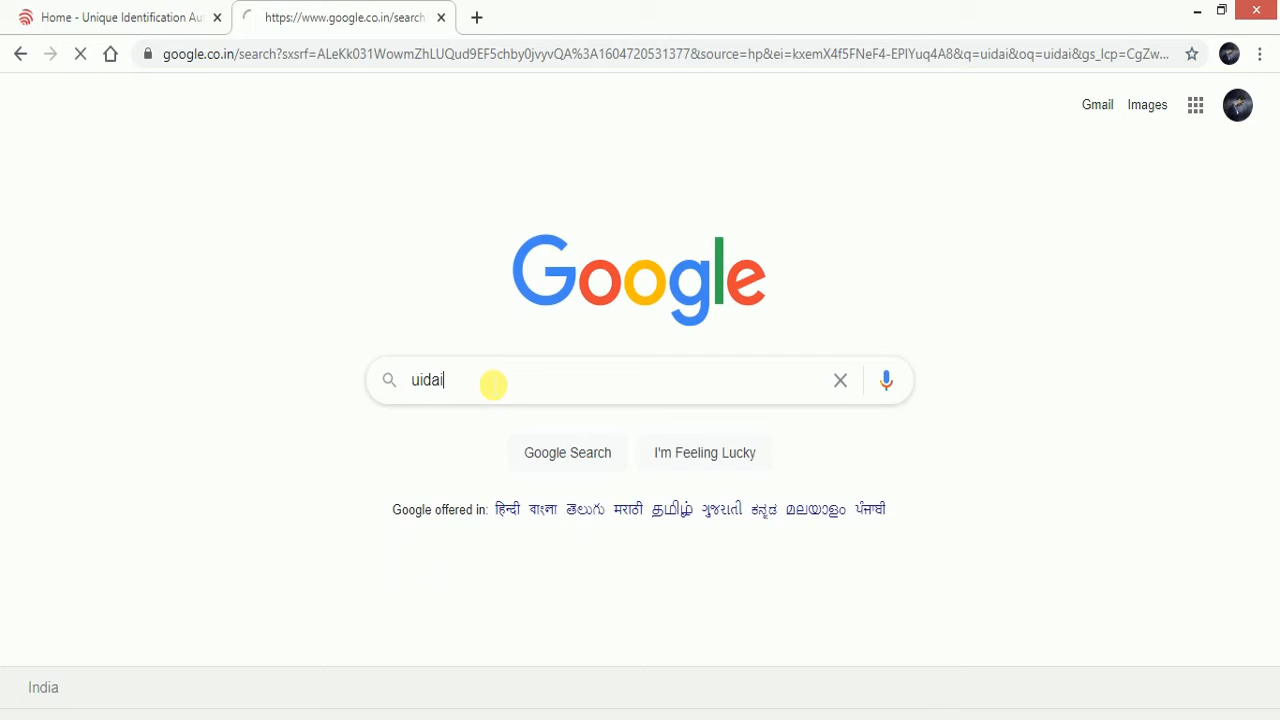 Home - Unique Identification Au
https://www.google.co.in/search
google.co.in/search?sxsrf=ALeKk031WowmZhLUQud9EF5chby0jvyvQA%3A1604720531377&source=hp&ei=kxemX4f5FNeF4-EPlYuq4A8&q=uidai&oq=uidai&gs_lcp=CgZw...
Gmail Images
Google
uidai
Google Search I'm Feeling Lucky
Google offered in: हिन्दी বাংলা తెలుగు मराठी தமிழ் ગુજરાતી ಕನ್ನಡ മലയാളം ਪੰਜਾਬੀ
India